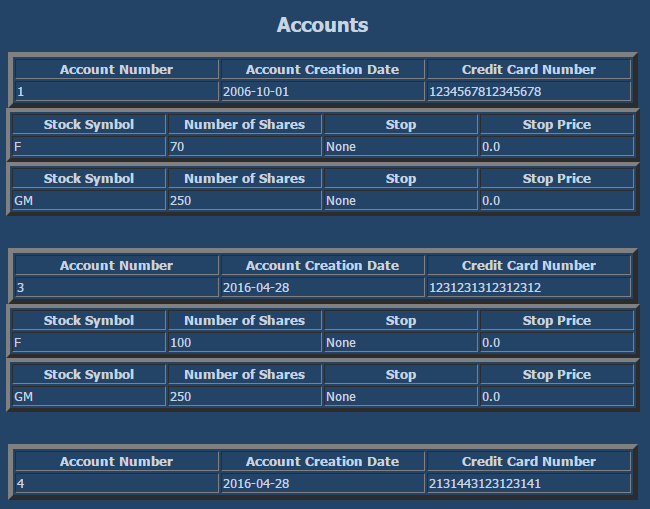 Accounts
Account Number Account Creation Date Credit Card Number
1 2006-10-01 1234567812345678
Stock Symbol Number of Shares Stop Stop Price
F 70 None 0.0
Stock Symbol Number of Shares Stop Stop Price
GM 250 None 0.0
Account Number Account Creation Date Credit Card Number
3 2016-04-28 1231231312312312
Stock Symbol Number of Shares Stop Stop Price
F 100 None 0.0
Stock Symbol Number of Shares Stop Stop Price
GM 250 None 0.0
Account Number Account Creation Date Credit Card Number
4 2016-04-28 2131443123123141